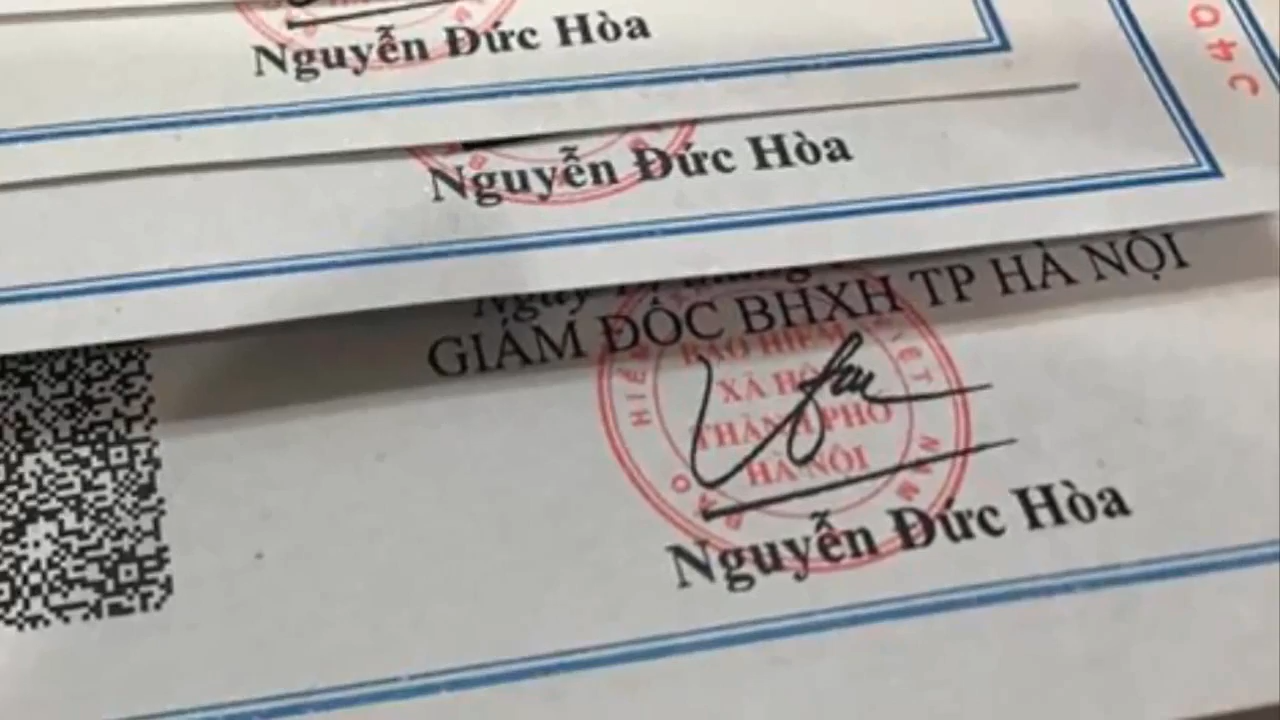 Nguyễn Đức Hòa
Nguyễn Đức Hòa
GIÁM ĐỐC BHXH TP HÀ NỘI
BẢO HIỂM
XÃ HỘI
THÀNH PHỐ
HÀ NỘI
Nguyễn Đức Hòa